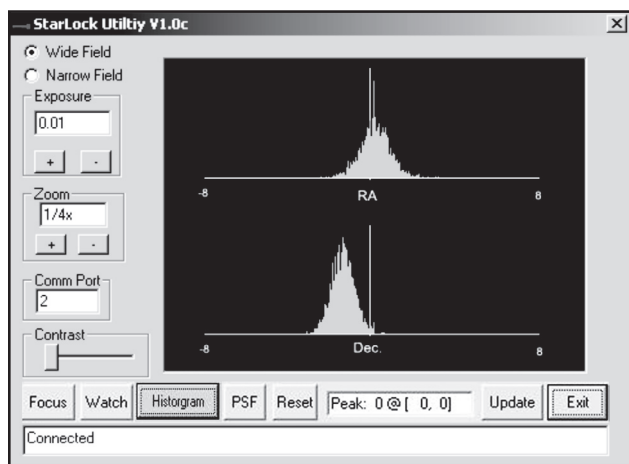 StarLock Utiltiy V1.0c
Wide Field
Narrow Field
Exposure
0.01
+ -
Zoom
1/4x
+ -
Comm Port
2
Contrast
-8 RA 8
-8 Dec. 8
Focus Watch Historgram PSF Reset Peak: 0 @ [ 0, 0] Update Exit
Connected